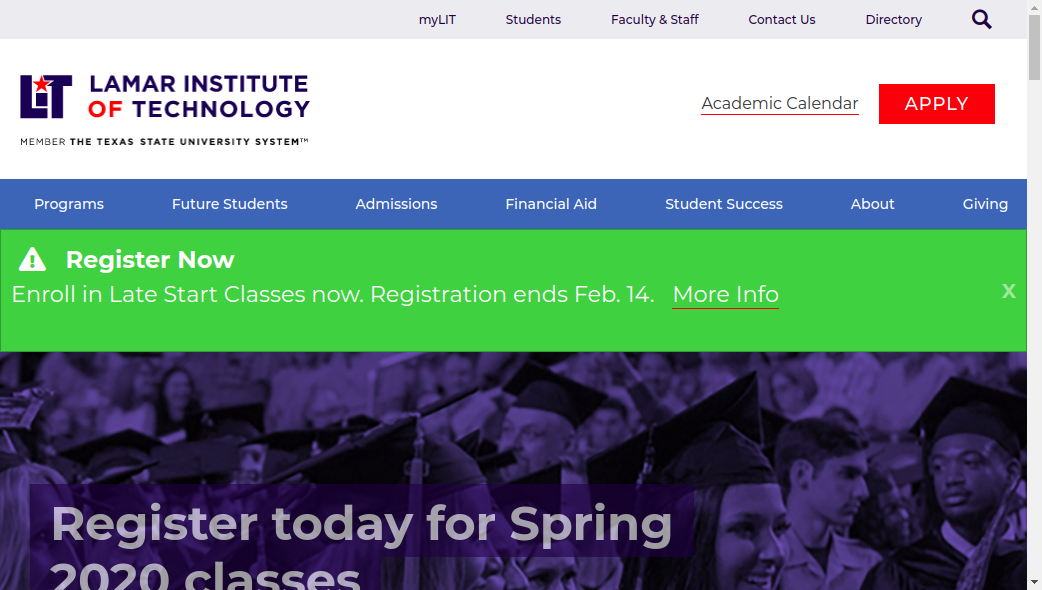 myLIT Students Faculty & Staff Contact Us Directory
LiT LAMAR INSTITUTE
OF TECHNOLOGY
MEMBER THE TEXAS STATE UNIVERSITY SYSTEM™
Academic Calendar APPLY
Programs Future Students Admissions Financial Aid Student Success About Giving
Register Now
Enroll in Late Start Classes now. Registration ends Feb. 14. More Info X
Register today for Spring
2020 classes